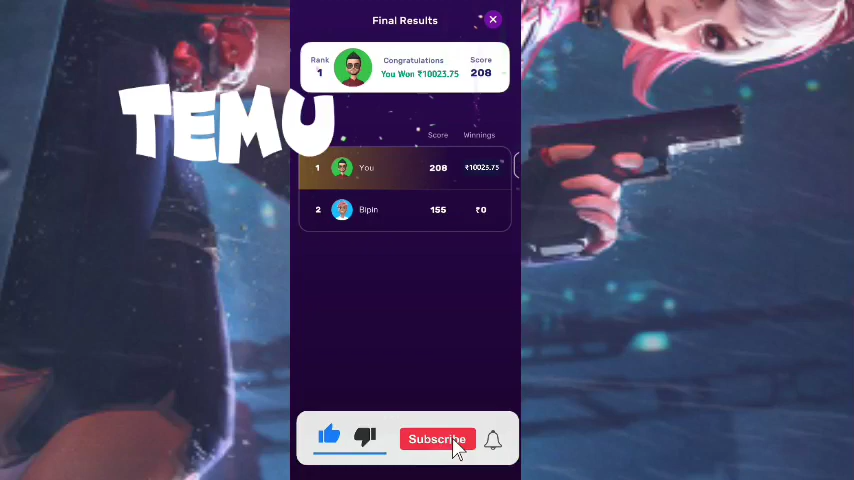 Final Results
Rank
1
Congratulations
You Won ₹10023.75
Score
208
TEMU
Score Winnings
1 You 208 ₹10023.75
2 Bipin 155 ₹0
Subscribe